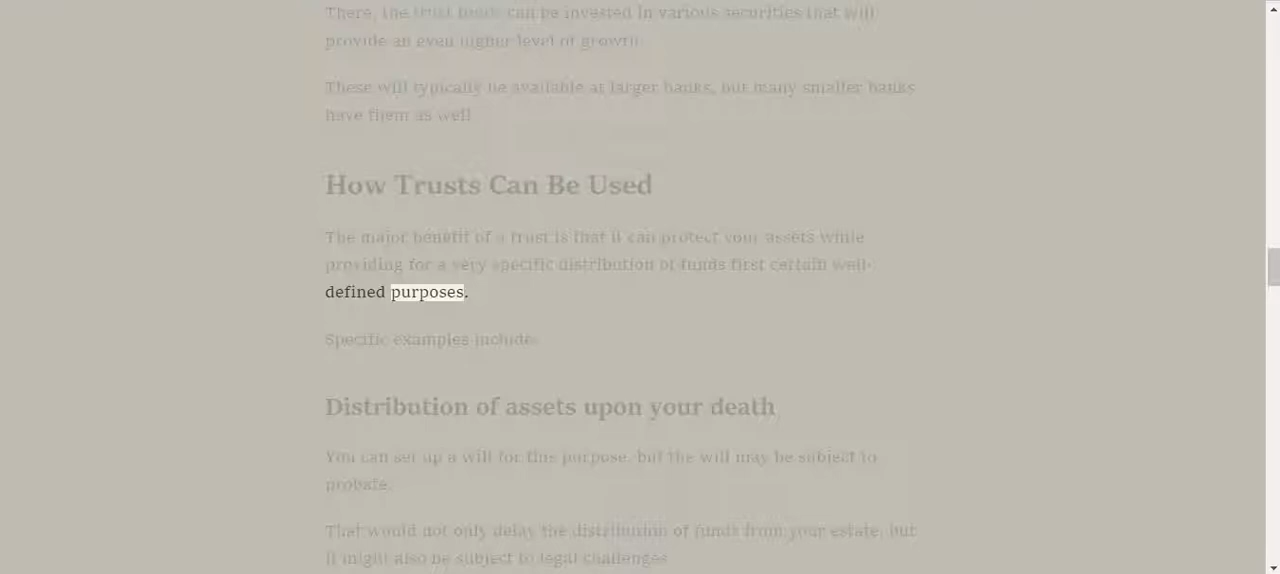 There, the trust funds can be invested in various securities that will
provide an even higher level of growth.
These will typically be available at larger banks, but many smaller banks
have them as well.
How Trusts Can Be Used
The major benefit of a trust is that it can protect your assets while
providing for a very specific distribution of funds first certain well-
defined purposes.
Specific examples include:
Distribution of assets upon your death
You can set up a will for this purpose, but the will may be subject to
probate.
That would not only delay the distribution of funds from your estate, but
it might also be subject to legal challenges.